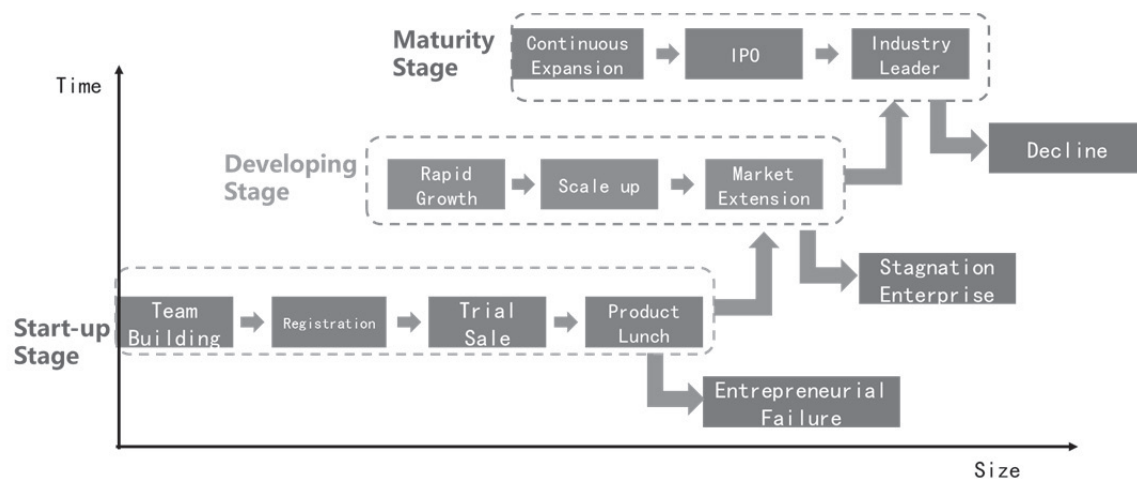 Maturity
Stage
Continuous
Expansion
IPO
Industry
Leader
Time
Decline
Developing
Stage
Rapid
Growth
Scale up
Market
Extension
Stagnation
Enterprise
Start-up
Stage
Team
Building
Registration
Trial
Sale
Product
Lunch
Entrepreneurial
Failure
Size